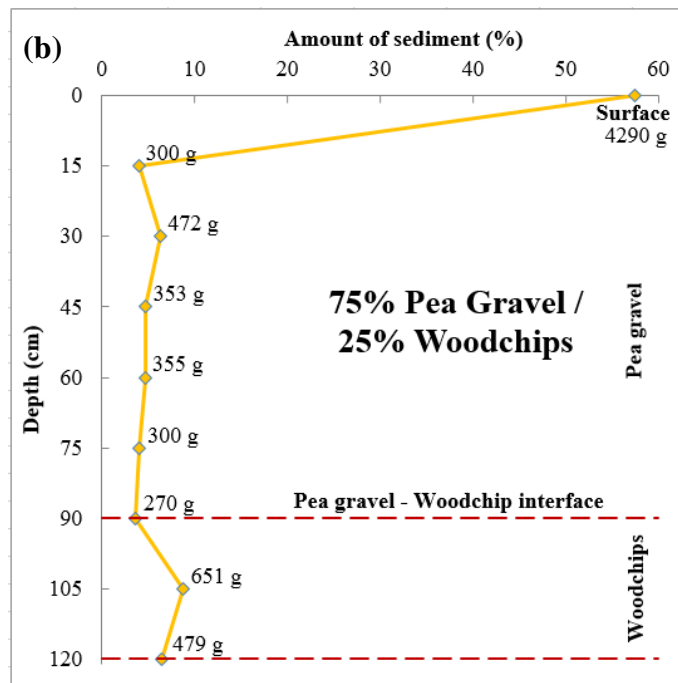 (b)
Amount of sediment (%)
0 10 20 30 40 50 60
0
Surface
4290 g
300 g
15
472 g
30
353 g
45
75% Pea Gravel /
25% Woodchips
Pea gravel
Depth (cm)
355 g
60
300 g
75
270 g
Pea gravel - Woodchip interface
90
651 g
105
Woodchips
479 g
120